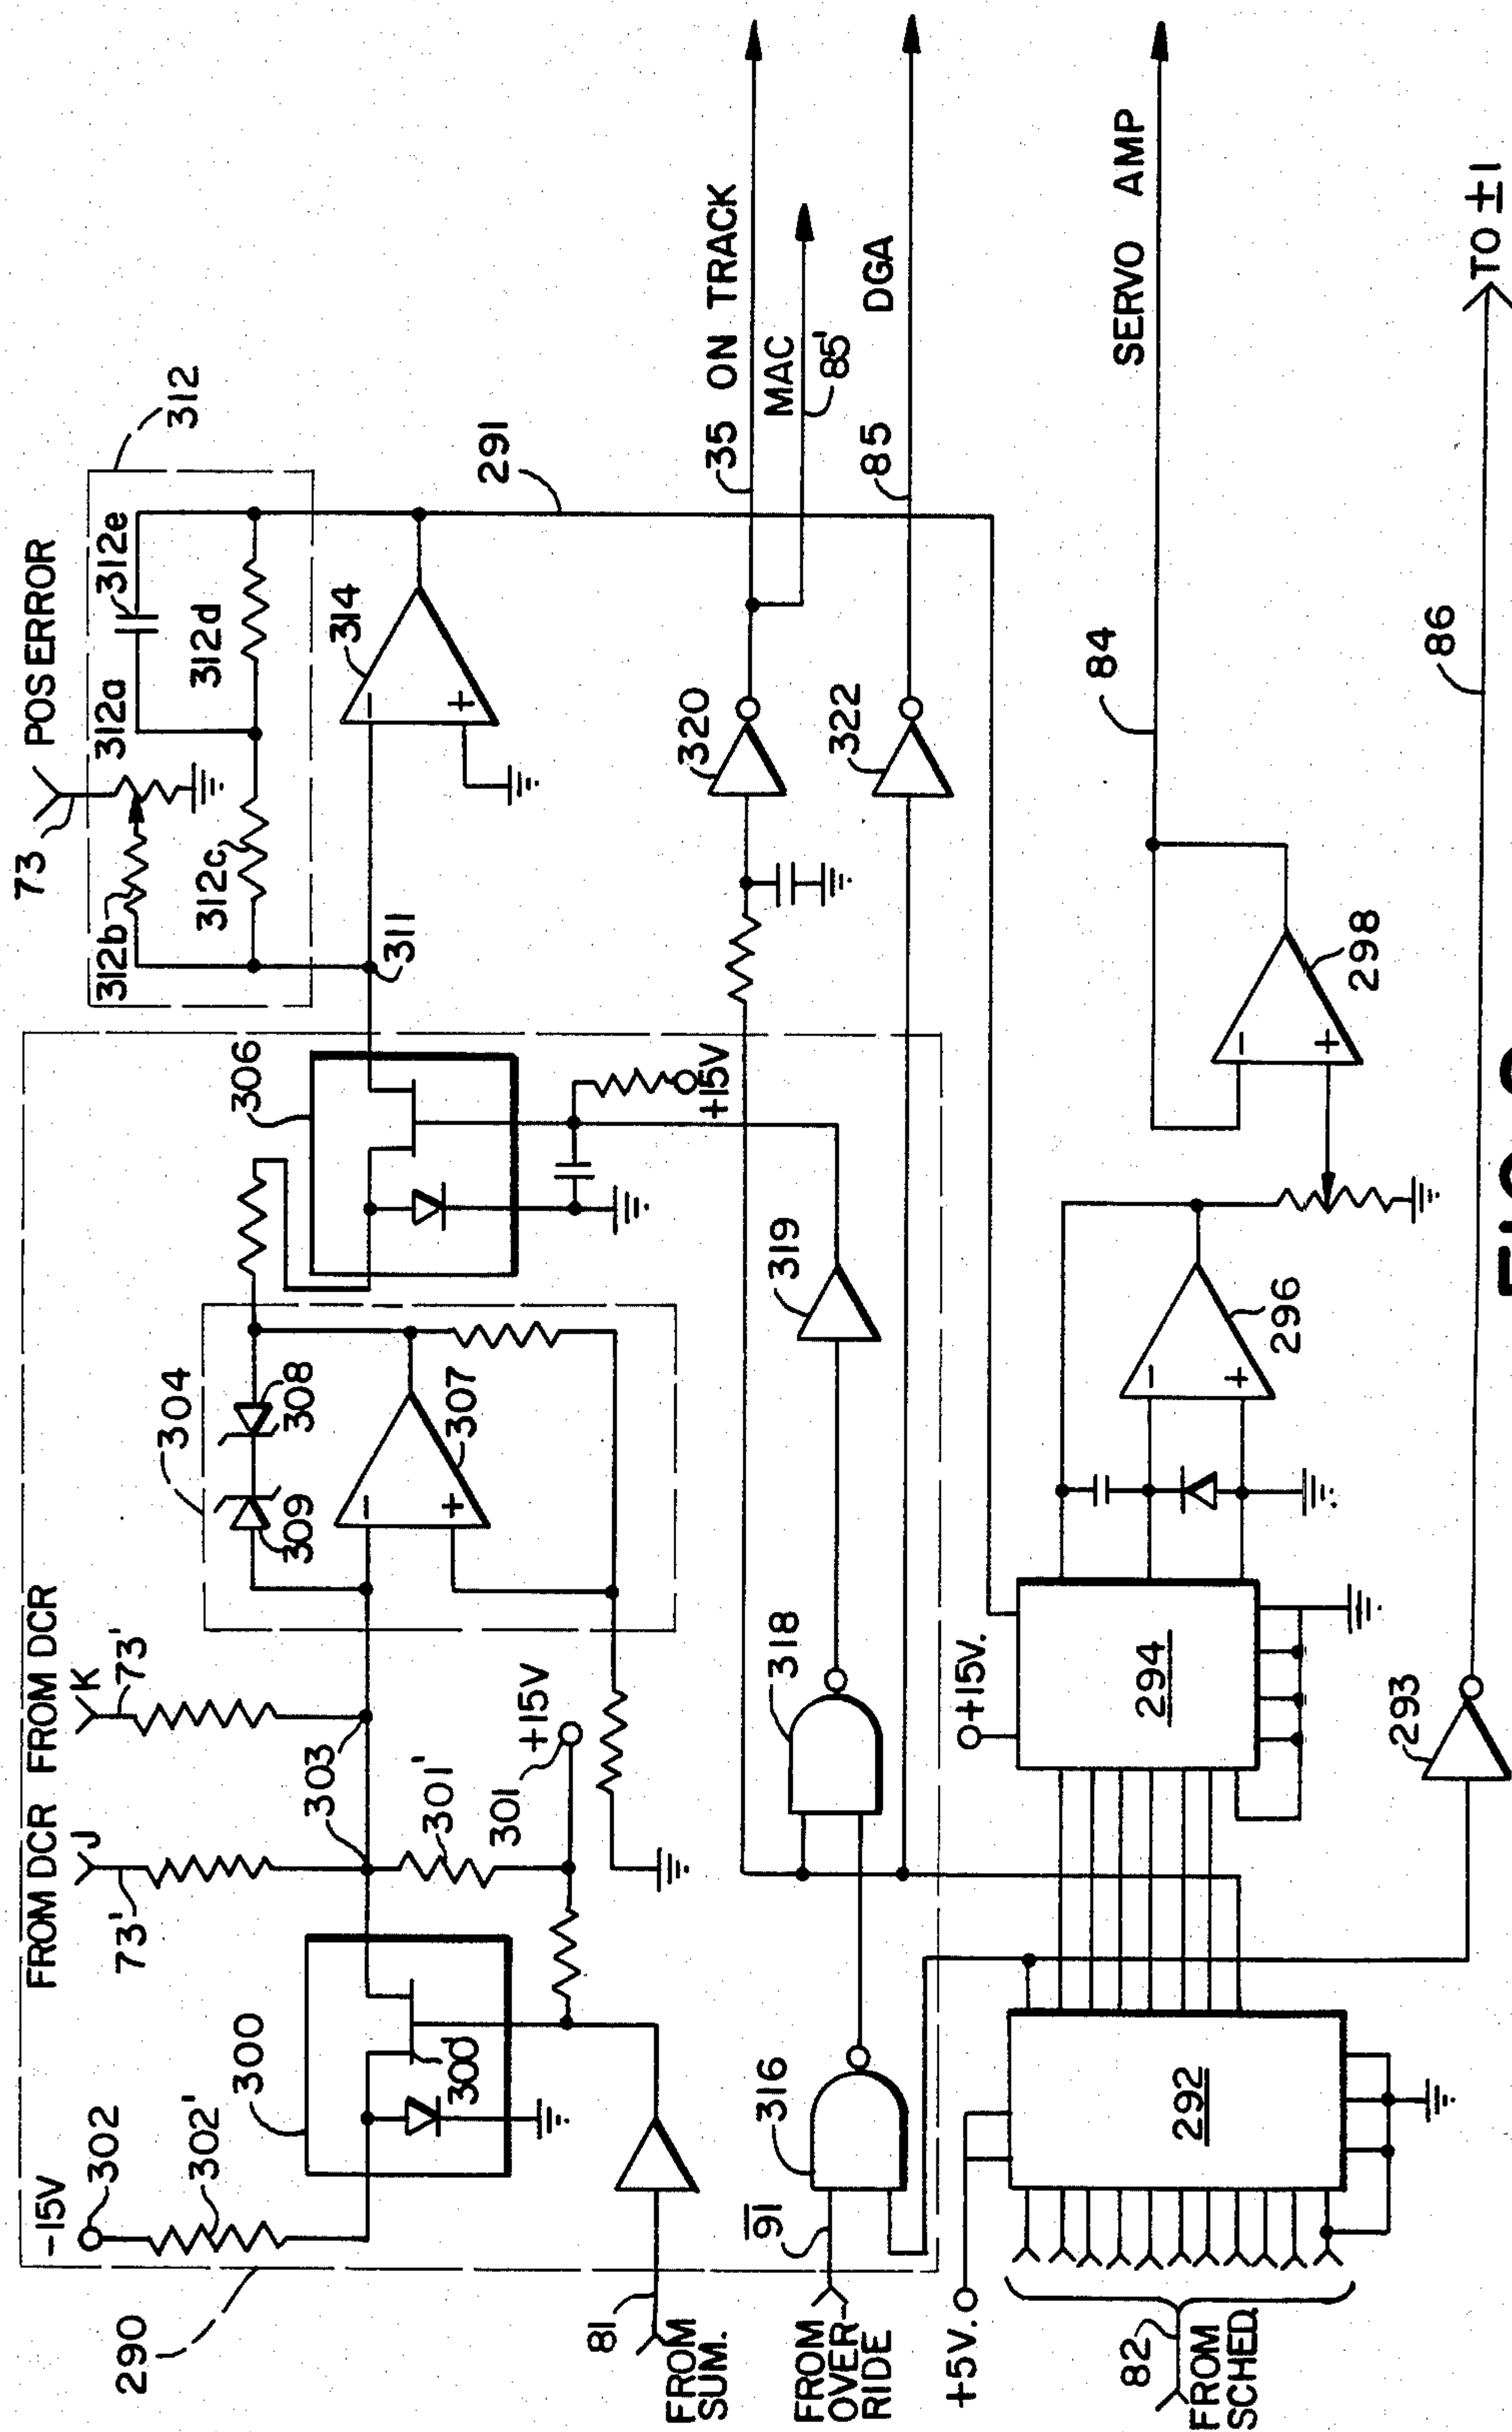 FROM DCR FROM DCR
POS ERROR
-15V
302
302'
J
73'
K
73'
73
312a
312b
312e
312
290
300
300d
303
301'
301
+15V
304
309
308
307
306
+15V
312c
312d
311
314
291
81
FROM SUM.
316
318
319
320
35 ON TRACK
MAC
85'
FROM
OVER-
RIDE
91
322
85
DGA
+5V.
+15V.
82
FROM
SCHED.
292
294
296
298
84
SERVO AMP
293
86
TO ±1